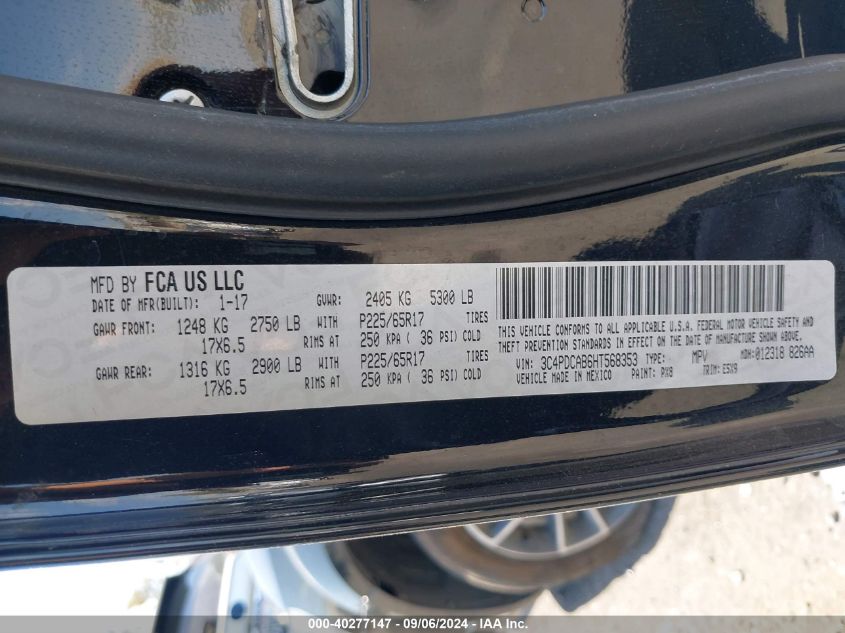 MFD BY FCA US LLC
DATE OF MFR(BUILT): 1-17 GVWR: 2405 KG 5300 LB
GAWR FRONT: 1248 KG 2750 LB WITH P225/65R17 TIRES
17X6.5 RIMS AT 250 KPA ( 36 PSI) COLD
GAWR REAR: 1316 KG 2900 LB WITH P225/65R17 TIRES
17X6.5 RIMS AT 250 KPA ( 36 PSI) COLD
THIS VEHICLE CONFORMS TO ALL APPLICABLE U.S.A. FEDERAL MOTOR VEHICLE SAFETY AND
THEFT PREVENTION STANDARDS IN EFFECT ON THE DATE OF MANUFACTURE SHOWN ABOVE.
VIN: 3C4PDCAB6HT568353 TYPE: MPV MDH:012318 826AA
VEHICLE MADE IN MEXICO PAINT: PX8 TRIM: E5X9
000-40277147 - 09/06/2024 - IAA Inc.